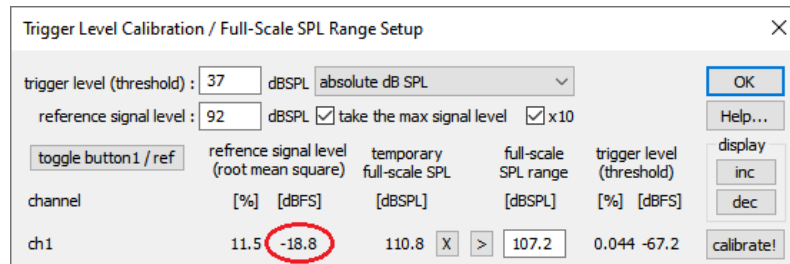 Trigger Level Calibration / Full-Scale SPL Range Setup
trigger level (threshold) : 37 dBSPL absolute dB SPL OK
reference signal level : 92 dBSPL take the max signal level x10 Help...
toggle button1 / ref refrence signal level temporary full-scale trigger level display
(root mean square) full-scale SPL SPL range (threshold) inc
channel [%] [dBFS] [dBSPL] [dBSPL] [%] [dBFS] dec
ch1 11.5 -18.8 110.8 X > 107.2 0.044 -67.2 calibrate!